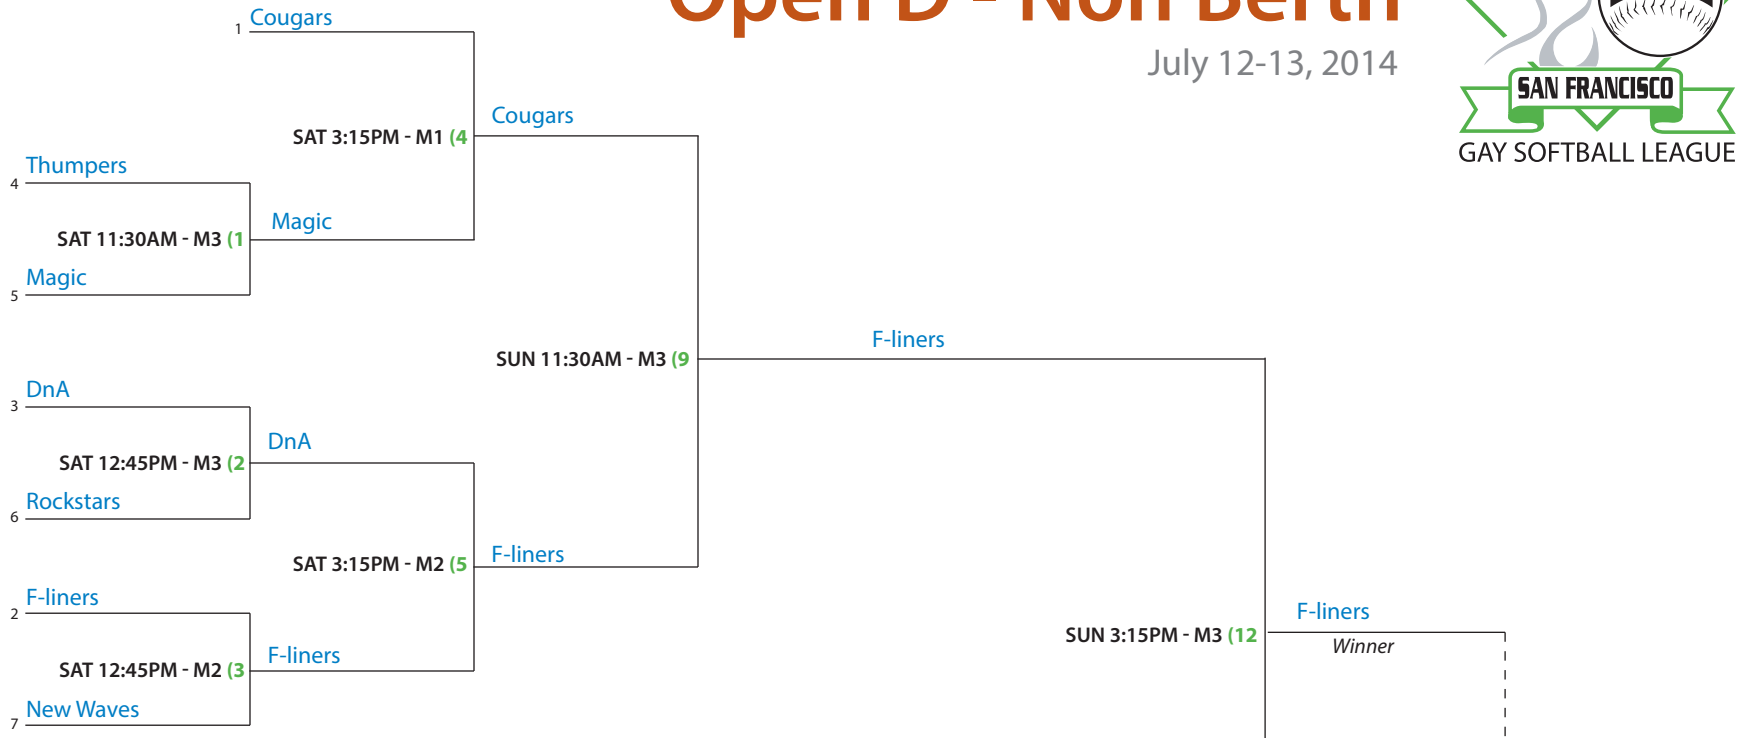 Open D - Non Berth
July 12-13, 2014
SAN FRANCISCO
GAY SOFTBALL LEAGUE
1 Cougars
SAT 3:15PM - M1 (4
Cougars
4 Thumpers
SAT 11:30AM - M3 (1
Magic
5 Magic
SUN 11:30AM - M3 (9
F-liners
3 DnA
SAT 12:45PM - M3 (2
DnA
6 Rockstars
SAT 3:15PM - M2 (5
F-liners
2 F-liners
SAT 12:45PM - M2 (3
F-liners
7 New Waves
SUN 3:15PM - M3 (12
F-liners
Winner